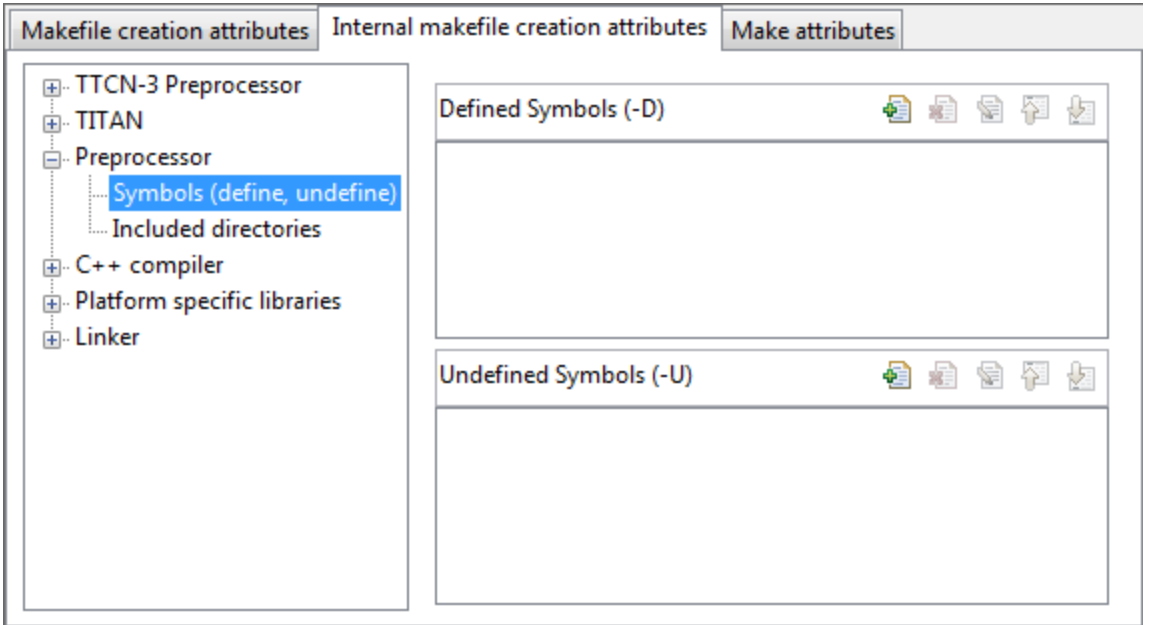 Makefile creation attributes
Internal makefile creation attributes
Make attributes
TTCN-3 Preprocessor
TITAN
Preprocessor
Symbols (define, undefine)
Included directories
C++ compiler
Platform specific libraries
Linker
Defined Symbols (-D)
Undefined Symbols (-U)